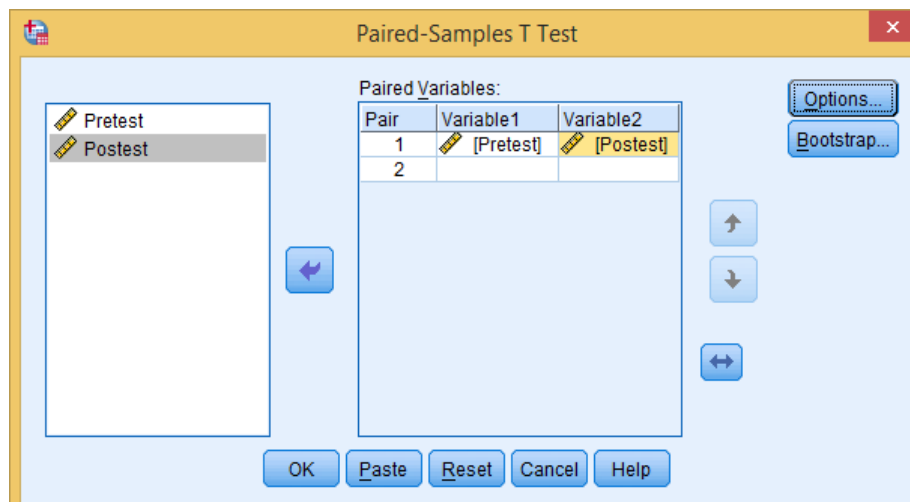 Paired-Samples T Test
Pretest
Postest
Paired Variables:
Pair Variable1 Variable2
1 [Pretest] [Postest]
2
Options...
Bootstrap...
OK Paste Reset Cancel Help